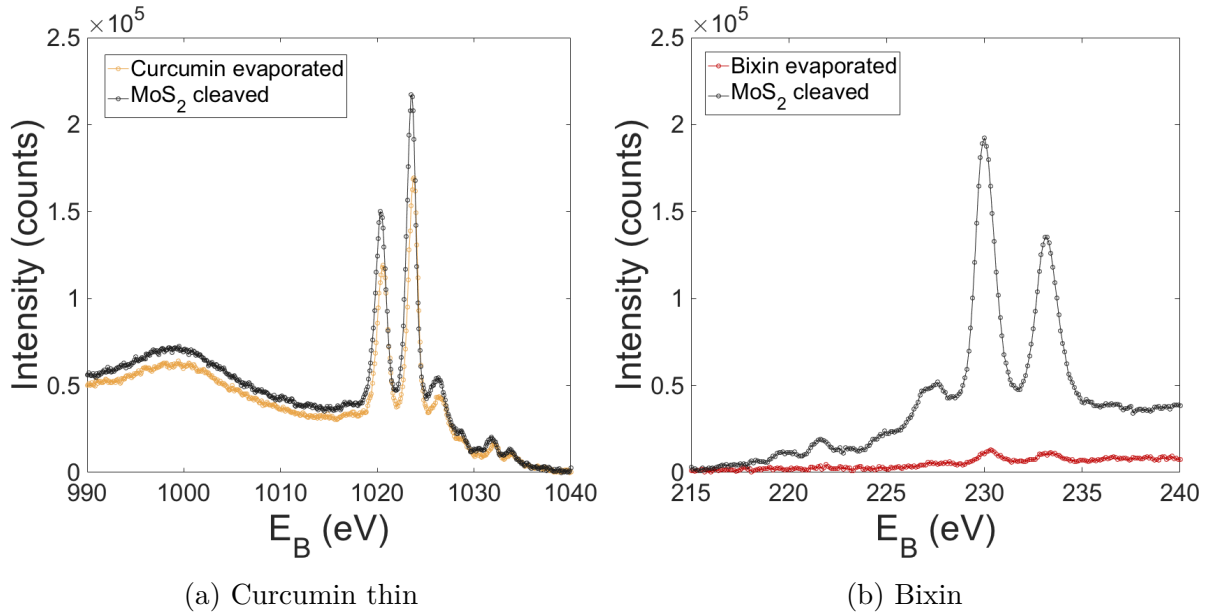 ×10⁵
2.5
2
1.5
1
0.5
0
Intensity (counts)
Curcumin evaporated
MoS₂ cleaved
990 1000 1010 1020 1030 1040
E_B (eV)
(a) Curcumin thin
×10⁵
2.5
2
1.5
1
0.5
0
Intensity (counts)
Bixin evaporated
MoS₂ cleaved
215 220 225 230 235 240
E_B (eV)
(b) Bixin